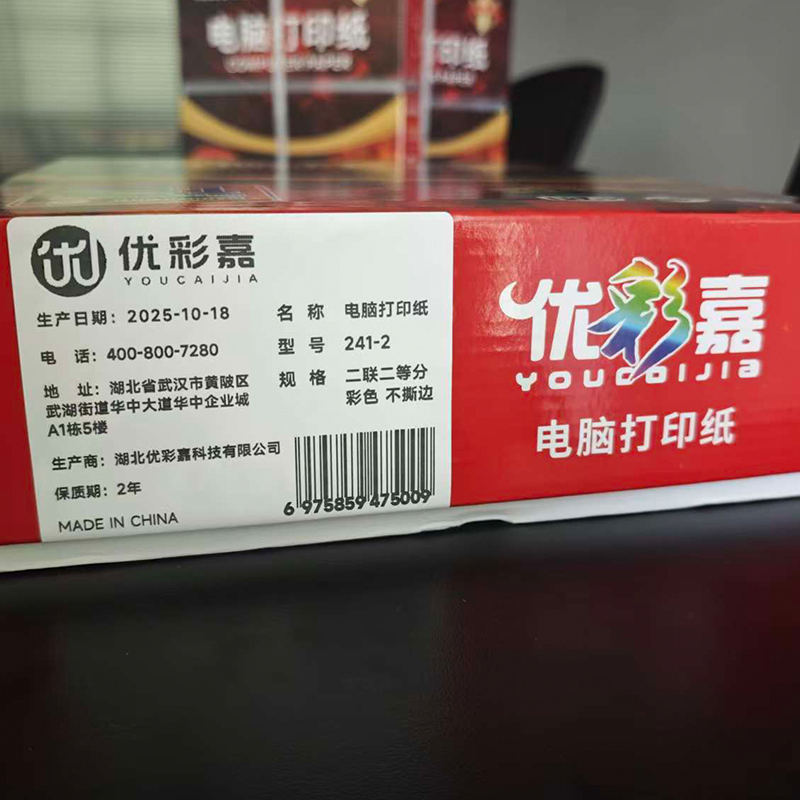 电脑打印纸
COMPUTER PAPER
电脑打印纸
优
优彩嘉
YOUCAIJIA
生产日期：2025-10-18
电 话：400-800-7280
地 址：湖北省武汉市黄陂区
武湖街道华中大道华中企业城
A1栋5楼
生产商：湖北优彩嘉科技有限公司
保质期：2年
MADE IN CHINA
名 称 电脑打印纸
型 号 241-2
规 格 二联二等分
彩色 不撕边
6 975859 475009
优彩嘉
YOUCAIJIA
电脑打印纸